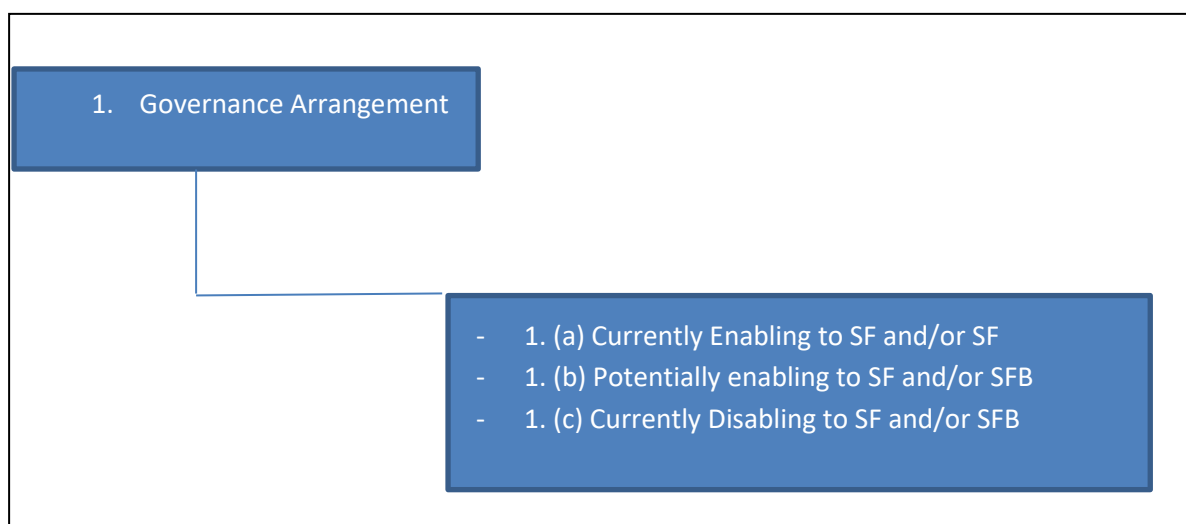 1. Governance Arrangement
- 1. (a) Currently Enabling to SF and/or SF
- 1. (b) Potentially enabling to SF and/or SFB
- 1. (c) Currently Disabling to SF and/or SFB